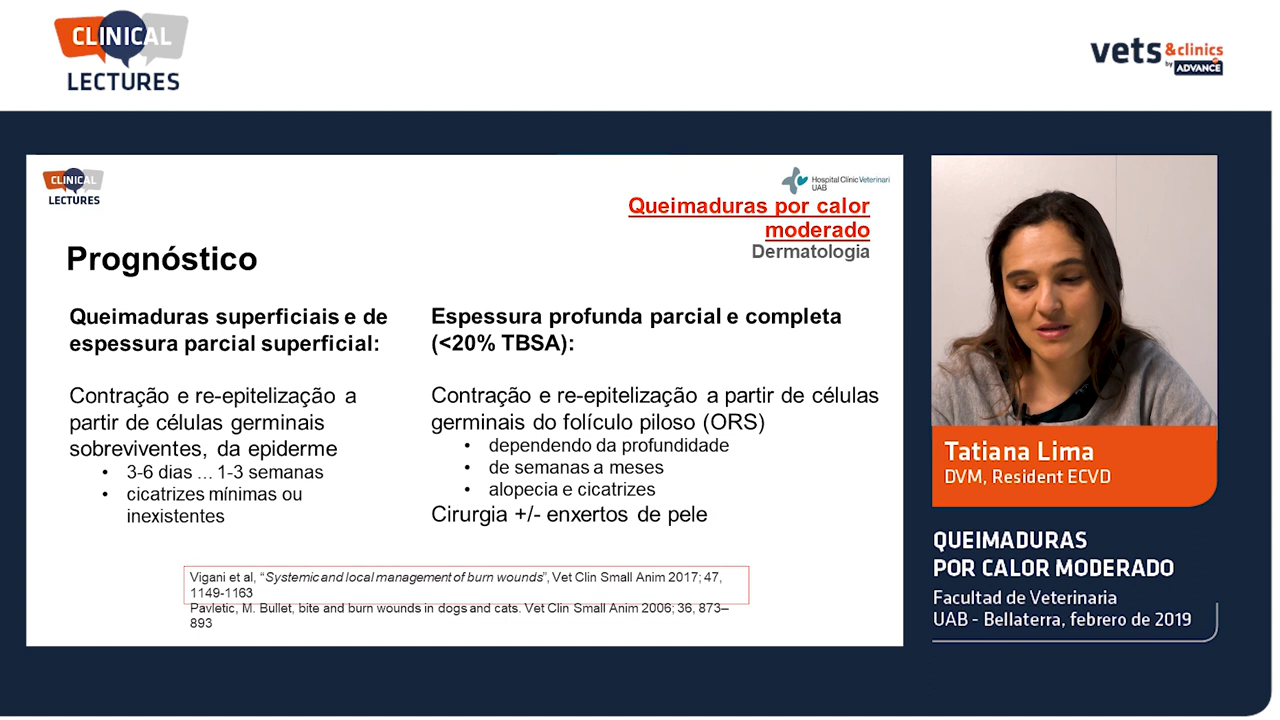 CLINICAL
LECTURES
vets &clinics
by ADVANCE
CLINICAL
LECTURES
Hospital Clínic Veterinari
UAB
Queimaduras por calor
moderado
Dermatologia
Prognóstico
Queimaduras superficiais e de
espessura parcial superficial:
Contração e re-epitelização a
partir de células germinais
sobreviventes, da epiderme
• 3-6 dias ... 1-3 semanas
• cicatrizes mínimas ou
inexistentes
Espessura profunda parcial e completa
(<20% TBSA):
Contração e re-epitelização a partir de células
germinais do folículo piloso (ORS)
• dependendo da profundidade
• de semanas a meses
• alopecia e cicatrizes
Cirurgia +/- enxertos de pele
Vigani et al, “Systemic and local management of burn wounds”, Vet Clin Small Anim 2017; 47,
1149-1163
Pavletic, M. Bullet, bite and burn wounds in dogs and cats. Vet Clin Small Anim 2006; 36, 873–
893
Tatiana Lima
DVM, Resident ECVD
QUEIMADURAS
POR CALOR MODERADO
Facultad de Veterinaria
UAB - Bellaterra, febrero de 2019